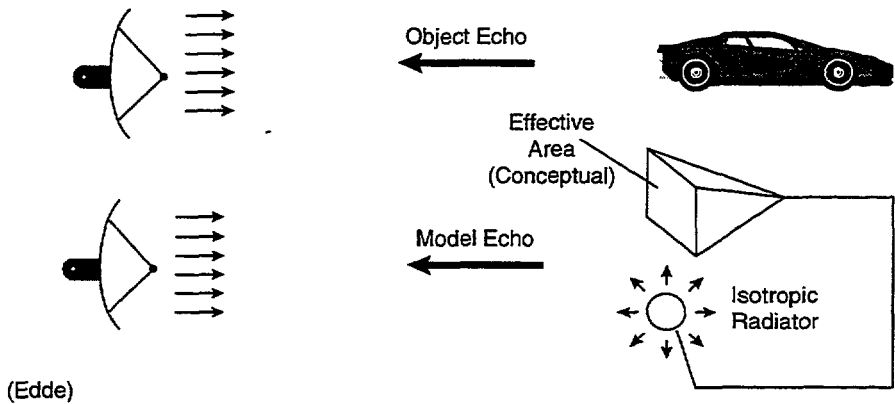 Object Echo
Effective
Area
(Conceptual)
Model Echo
Isotropic
Radiator
(Edde)